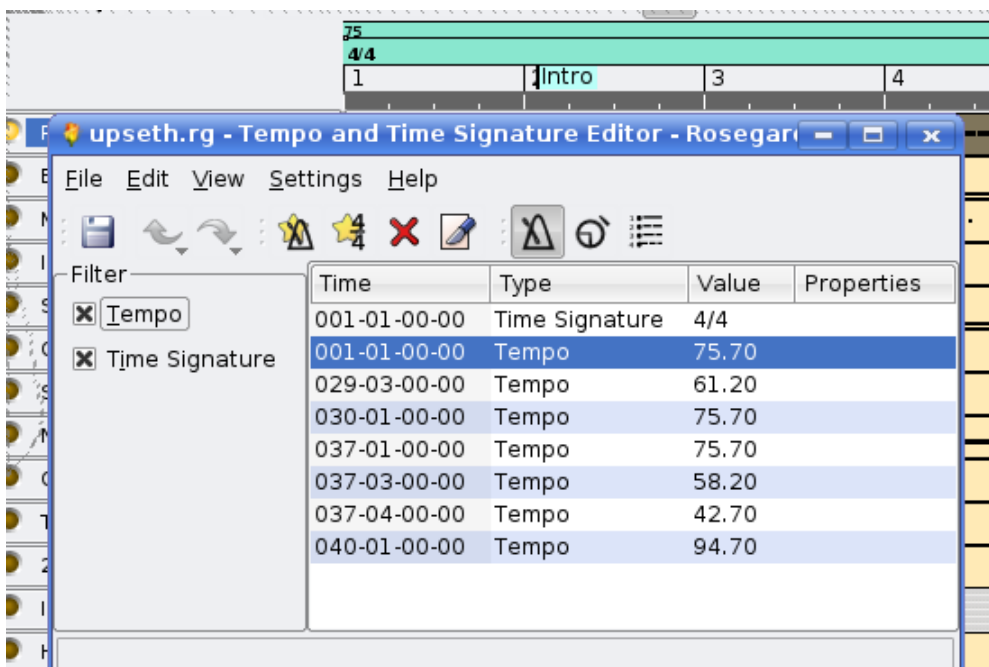 75
4/4
1 2 Intro 3 4
upseth.rg - Tempo and Time Signature Editor - Rosegar
File Edit View Settings Help
Filter
Tempo
Time Signature
Time Type Value Properties
001-01-00-00 Time Signature 4/4
001-01-00-00 Tempo 75.70
029-03-00-00 Tempo 61.20
030-01-00-00 Tempo 75.70
037-01-00-00 Tempo 75.70
037-03-00-00 Tempo 58.20
037-04-00-00 Tempo 42.70
040-01-00-00 Tempo 94.70